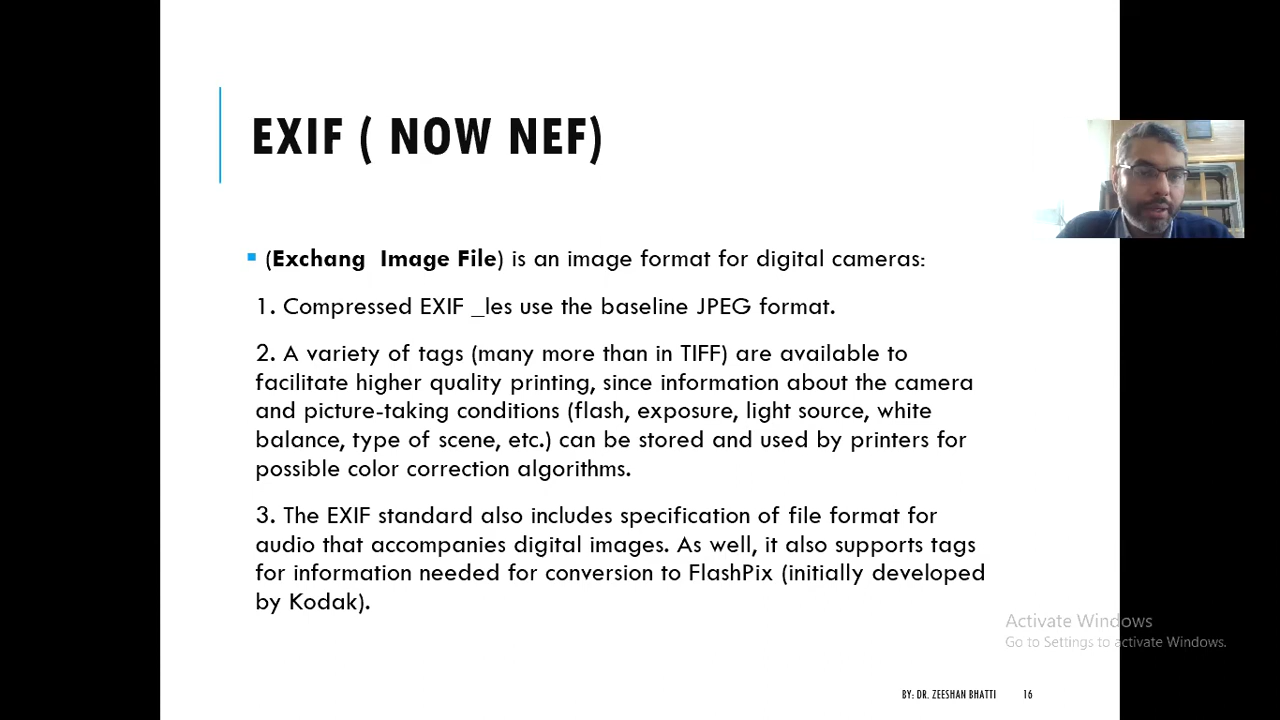 EXIF ( NOW NEF)
(Exchang Image File) is an image format for digital cameras:
1. Compressed EXIF _les use the baseline JPEG format.
2. A variety of tags (many more than in TIFF) are available to
facilitate higher quality printing, since information about the camera
and picture-taking conditions (flash, exposure, light source, white
balance, type of scene, etc.) can be stored and used by printers for
possible color correction algorithms.
3. The EXIF standard also includes specification of file format for
audio that accompanies digital images. As well, it also supports tags
for information needed for conversion to FlashPix (initially developed
by Kodak).
Activate Windows
Go to Settings to activate Windows.
BY: DR. ZEESHAN BHATTI 16